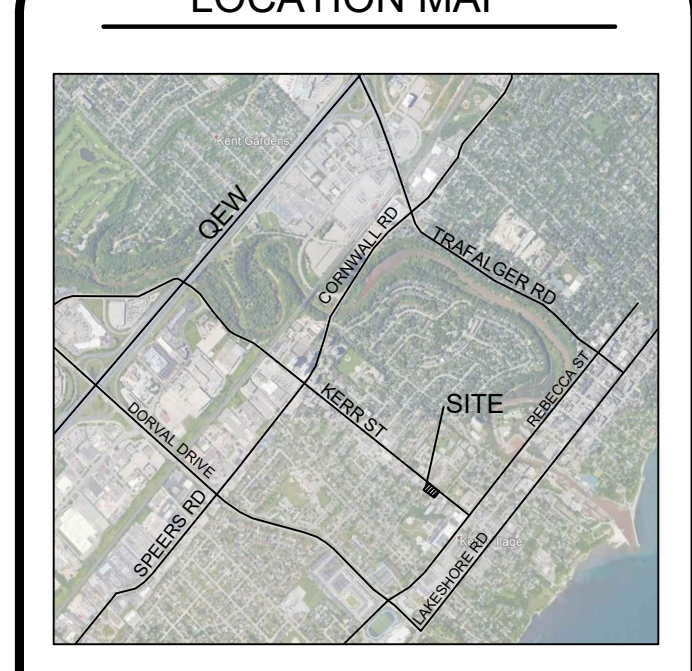 LOCATION MAP
Kent Gardens
QEW
CORNWALL RD
TRAFALGER RD
KERR ST
SITE
REBECCA ST
DORVAL DRIVE
SPEERS RD
LAKESHORE RD